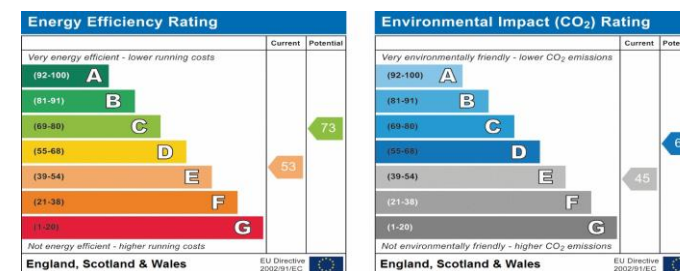 Energy Efficiency Rating
Current Potential
Very energy efficient - lower running costs
(92-100) A
(81-91) B
(69-80) C
73
(55-68) D
53
(39-54) E
(21-38) F
(1-20) G
Not energy efficient - higher running costs
England, Scotland & Wales
EU Directive
2002/91/EC
Environmental Impact (CO₂) Rating
Current
Very environmentally friendly - lower CO₂ emissions
(92-100) A
(81-91) B
(69-80) C
(55-68) D
(39-54) E
45
(21-38) F
(1-20) G
Not environmentally friendly - higher CO₂ emissions
England, Scotland & Wales
EU Directive
2002/91/EC